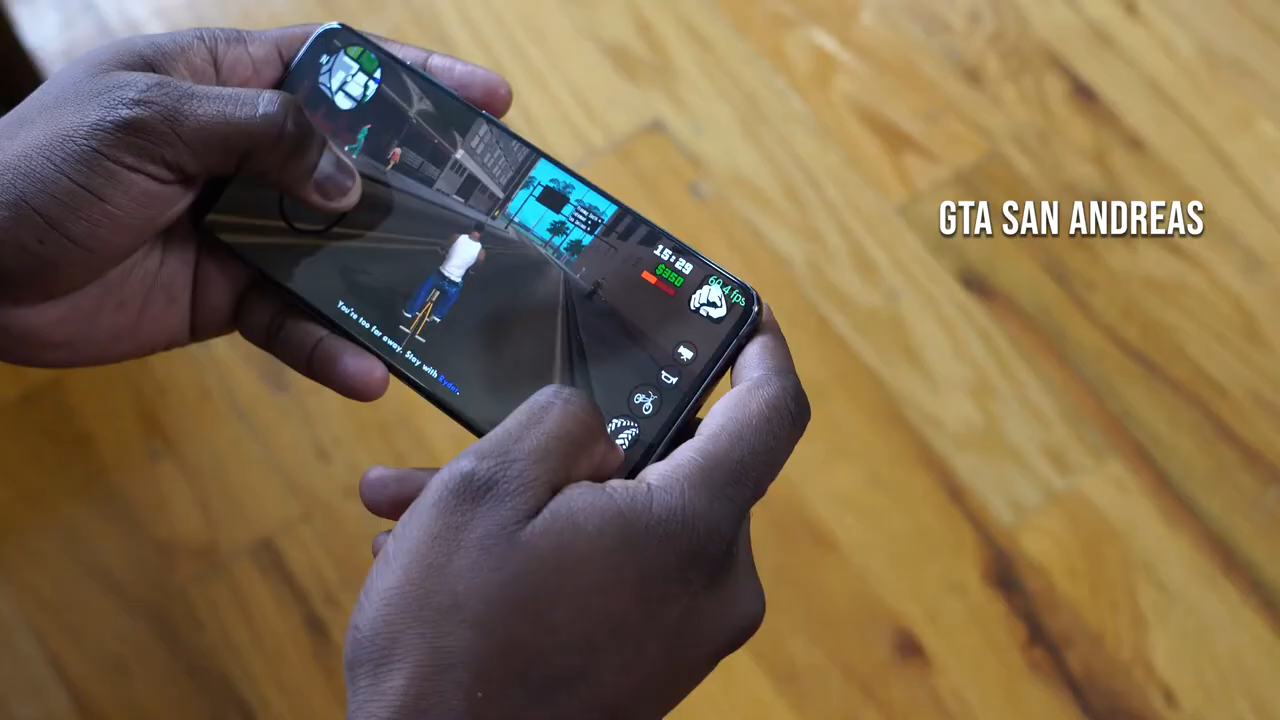 GTA SAN ANDREAS
N
15:29
$350
60.4 fps
You're too far away. Stay with Ryder.